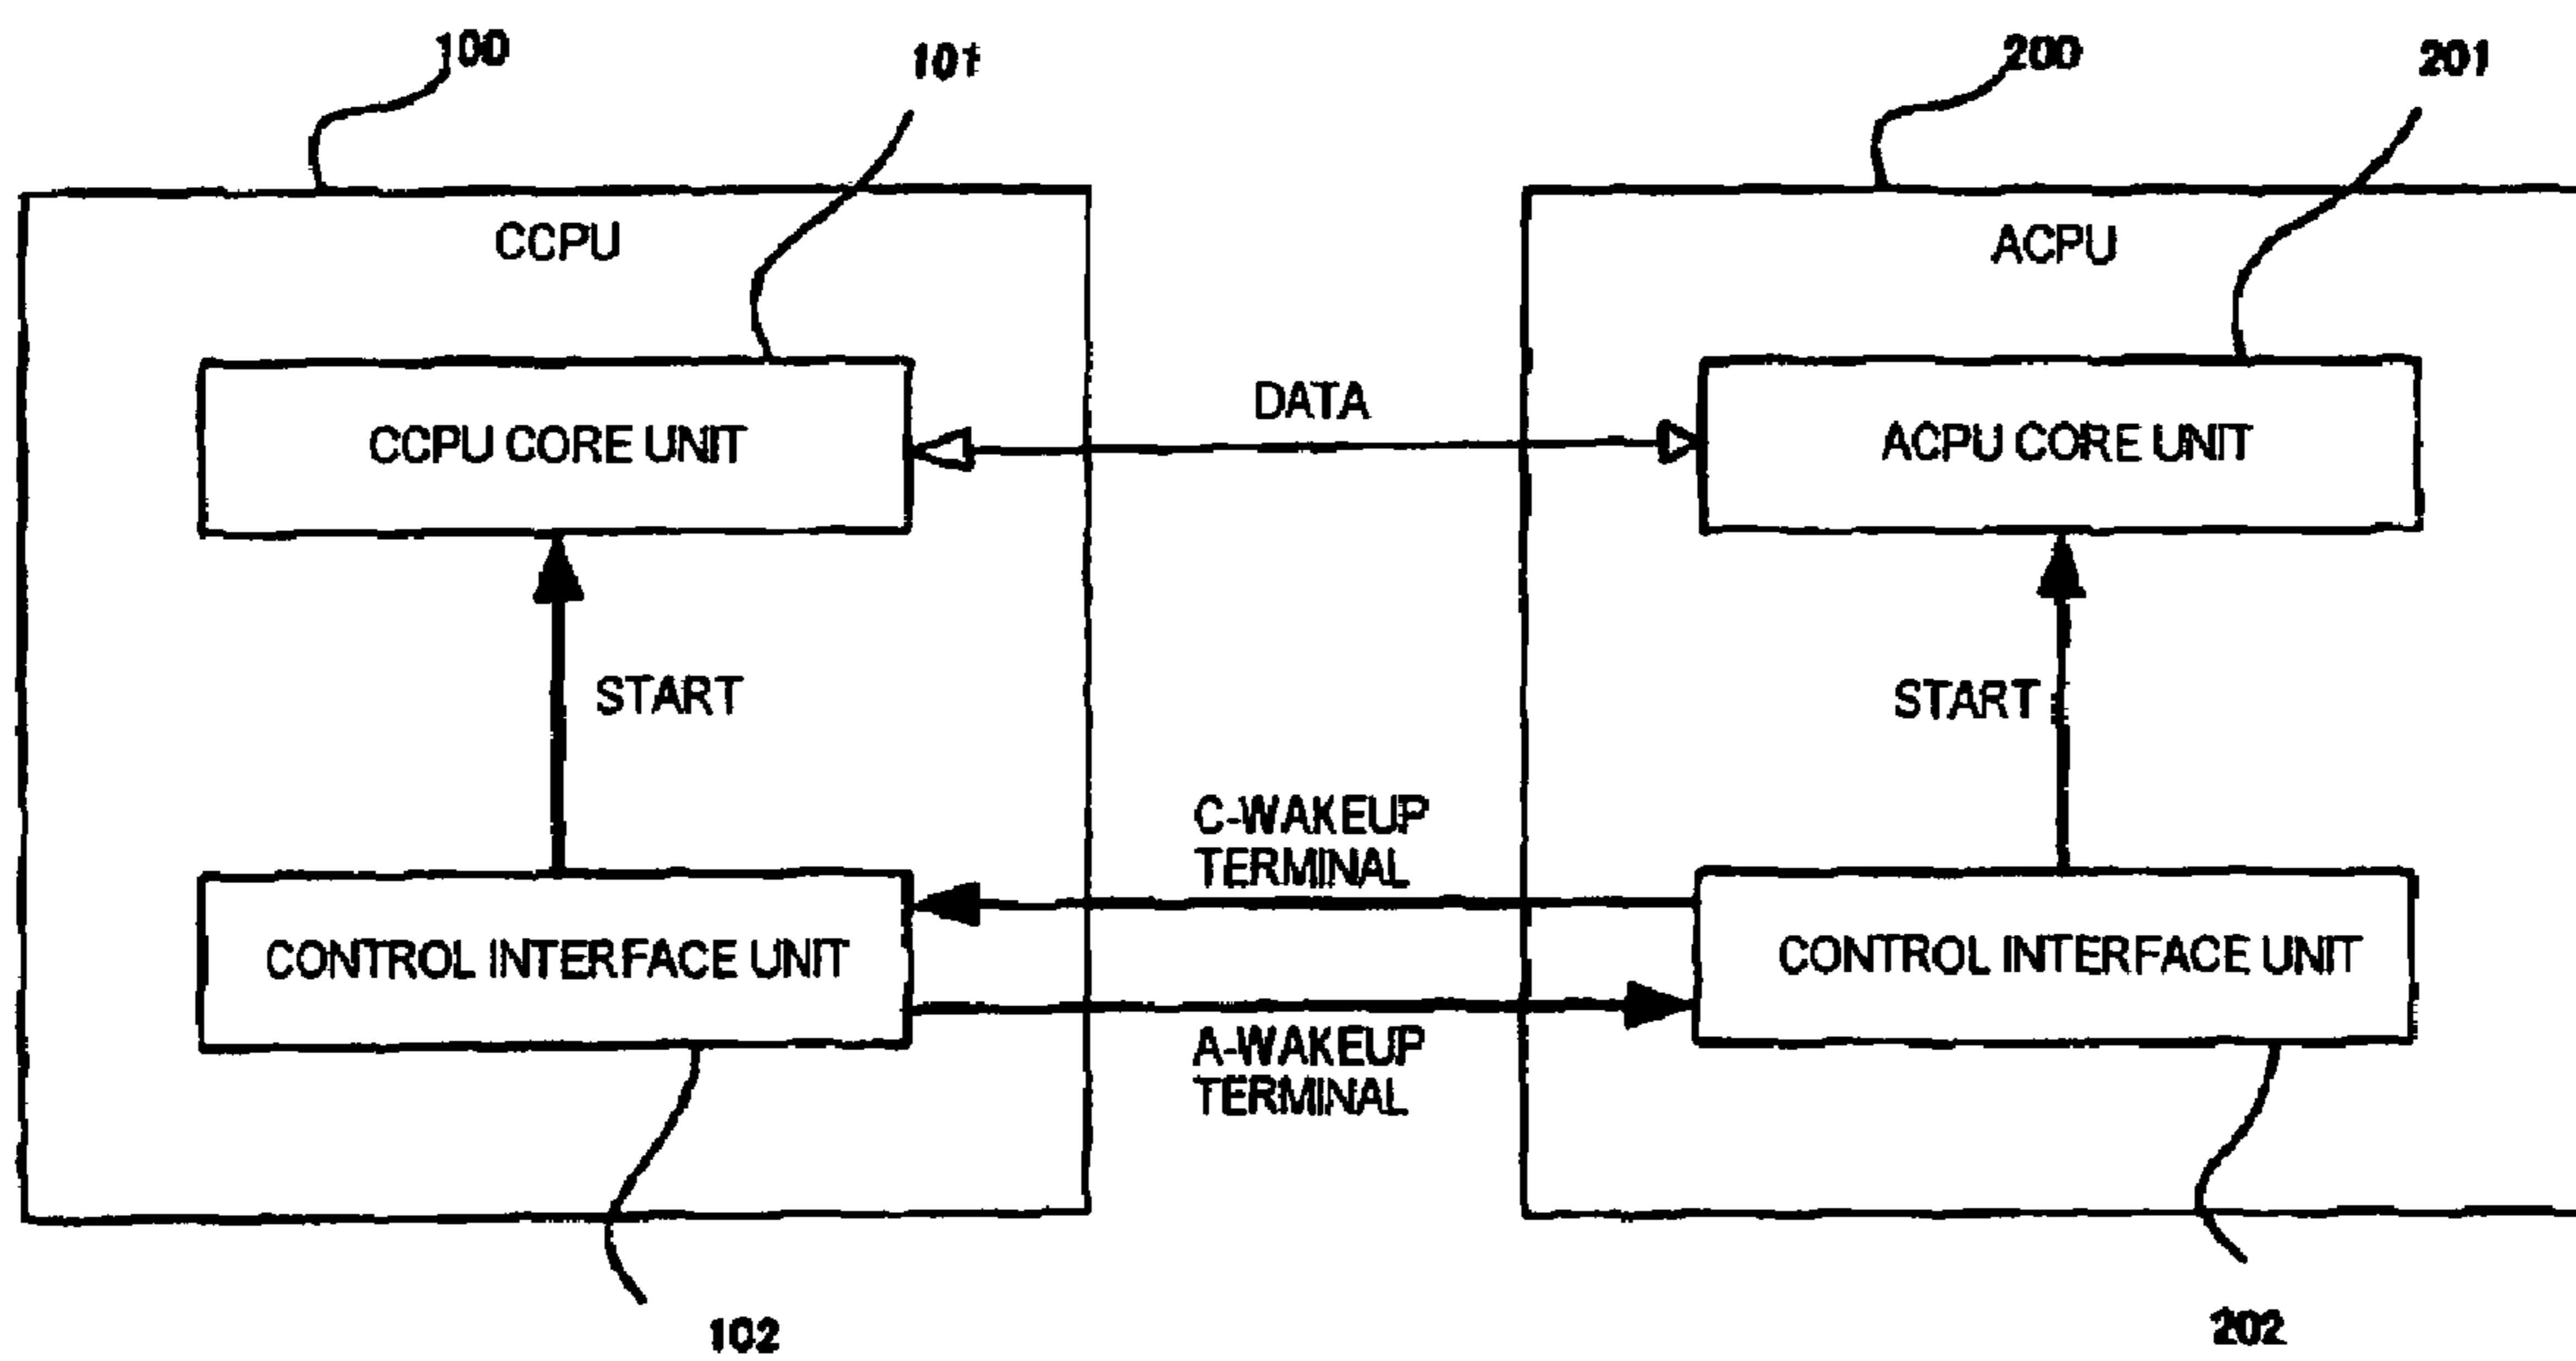 100
101
200
201
CCPU
ACPU
DATA
CCPU CORE UNIT
ACPU CORE UNIT
START
START
C-WAKEUP
TERMINAL
CONTROL INTERFACE UNIT
CONTROL INTERFACE UNIT
A-WAKEUP
TERMINAL
102
202